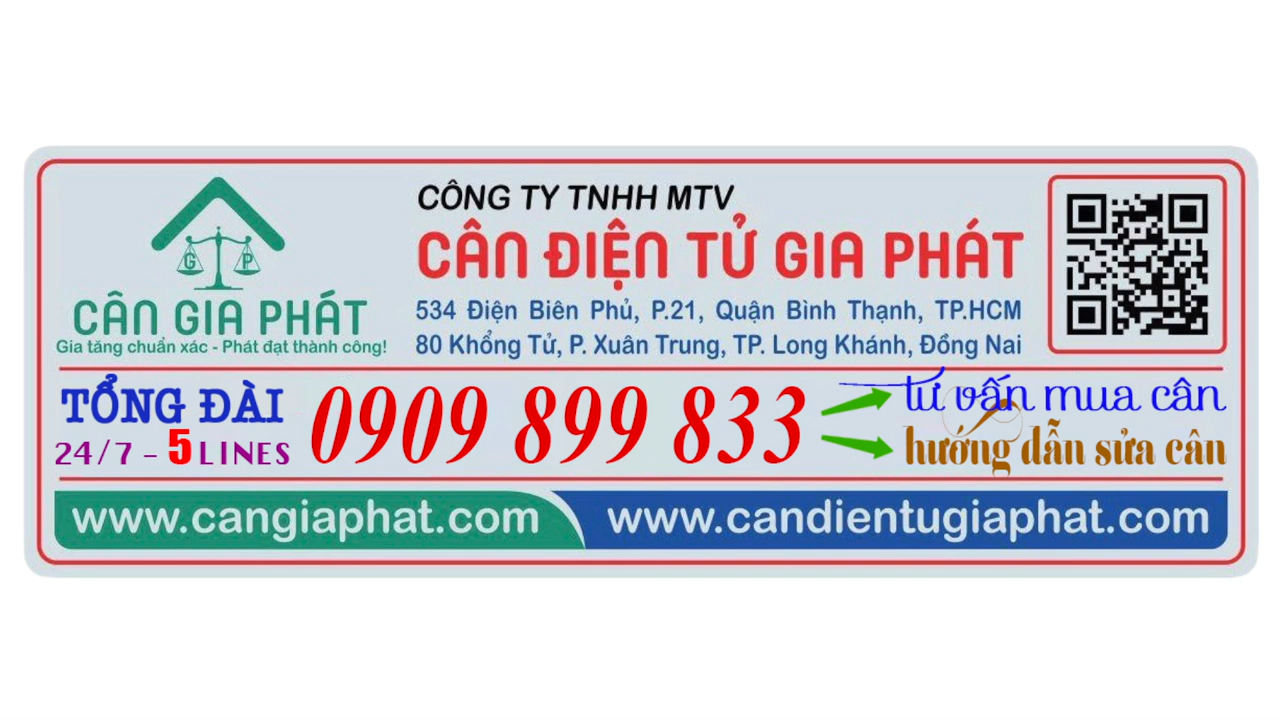 G P
CÂN GIA PHÁT
Gia tăng chuẩn xác - Phát đạt thành công!
CÔNG TY TNHH MTV
CÂN ĐIỆN TỬ GIA PHÁT
534 Điện Biên Phủ, P.21, Quận Bình Thạnh, TP.HCM
80 Khổng Tử, P. Xuân Trung, TP. Long Khánh, Đồng Nai
TỔNG ĐÀI
24/7 - 5 LINES
0909 899 833
tư vấn mua cân
hướng dẫn sửa cân
www.cangiaphat.com
www.candientugiaphat.com